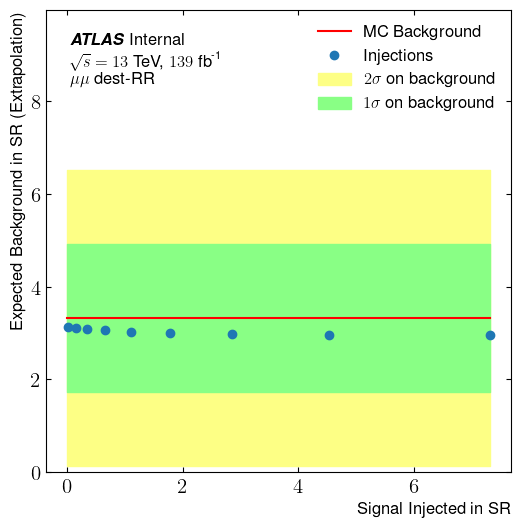 ATLAS Internal
√s = 13 TeV, 139 fb⁻¹
μμ dest-RR
MC Background
Injections
2σ on background
1σ on background
Expected Background in SR (Extrapolation)
8
6
4
2
0
0 2 4 6
Signal Injected in SR